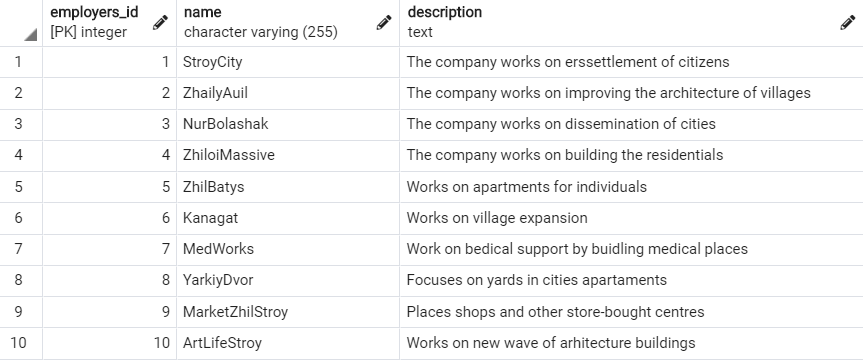 employers_id name description
[PK] integer character varying (255) text
1 1 StroyCity The company works on erssettlement of citizens
2 2 ZhailyAuil The company works on improving the architecture of villages
3 3 NurBolashak The company works on dissemination of cities
4 4 ZhiloiMassive The company works on building the residentials
5 5 ZhilBatys Works on apartments for individuals
6 6 Kanagat Works on village expansion
7 7 MedWorks Work on bedical support by buidling medical places
8 8 YarkiyDvor Focuses on yards in cities apartaments
9 9 MarketZhilStroy Places shops and other store-bought centres
10 10 ArtLifeStroy Works on new wave of arhitecture buildings